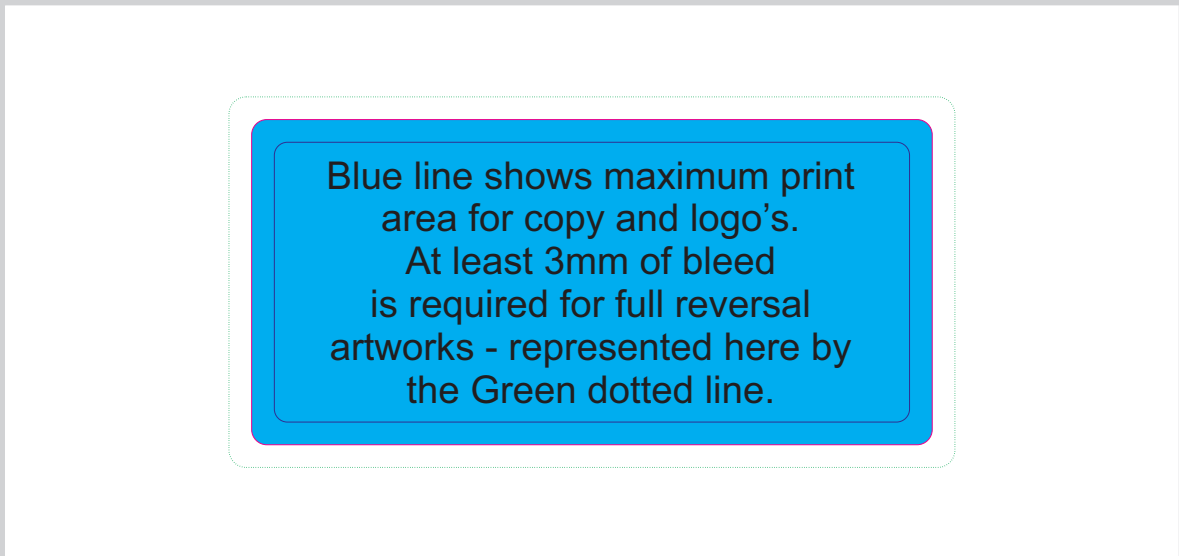 Blue line shows maximum print
area for copy and logo’s.
At least 3mm of bleed
is required for full reversal
artworks - represented here by
the Green dotted line.